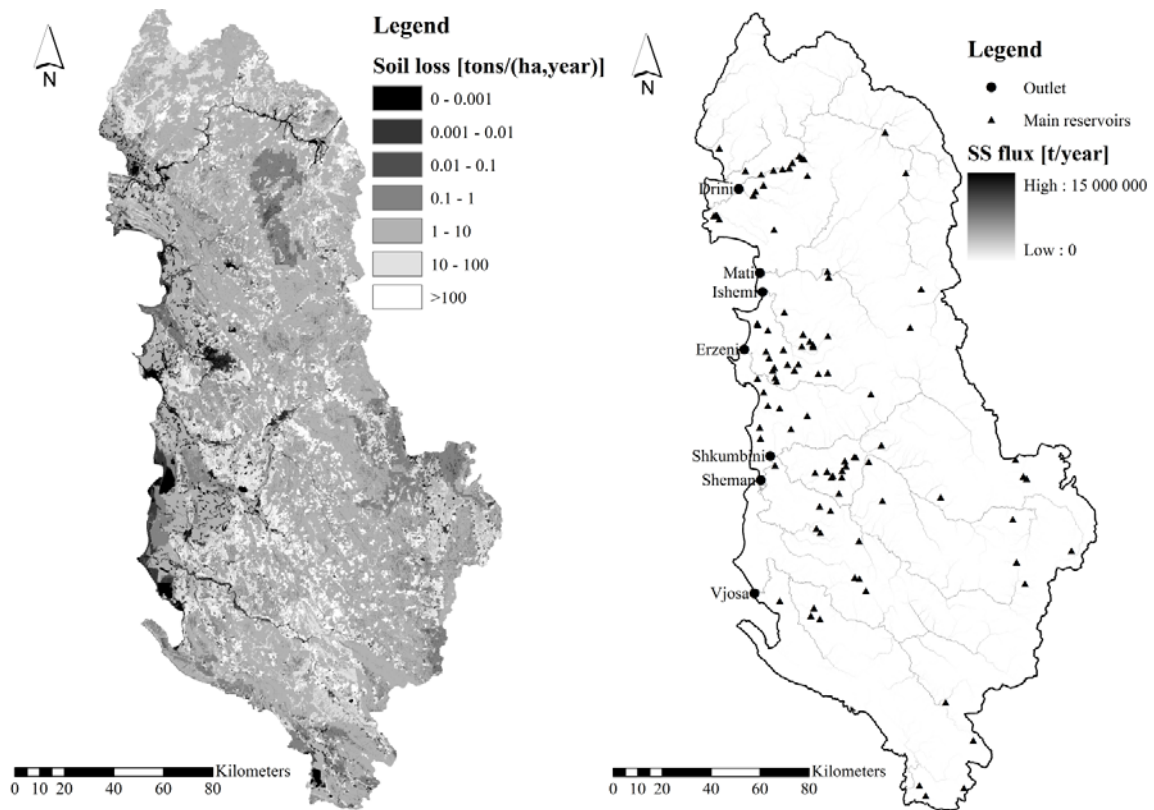 N
Legend
Soil loss [tons/(ha,year)]
0 - 0.001
0.001 - 0.01
0.01 - 0.1
0.1 - 1
1 - 10
10 - 100
>100
Kilometers
0 10 20 40 60 80
N
Legend
Outlet
Main reservoirs
SS flux [t/year]
High : 15 000 000
Low : 0
Drini
Mati
Ishemi
Erzeni
Shkumbini
Sheman
Vjosa
Kilometers
0 10 20 40 60 80